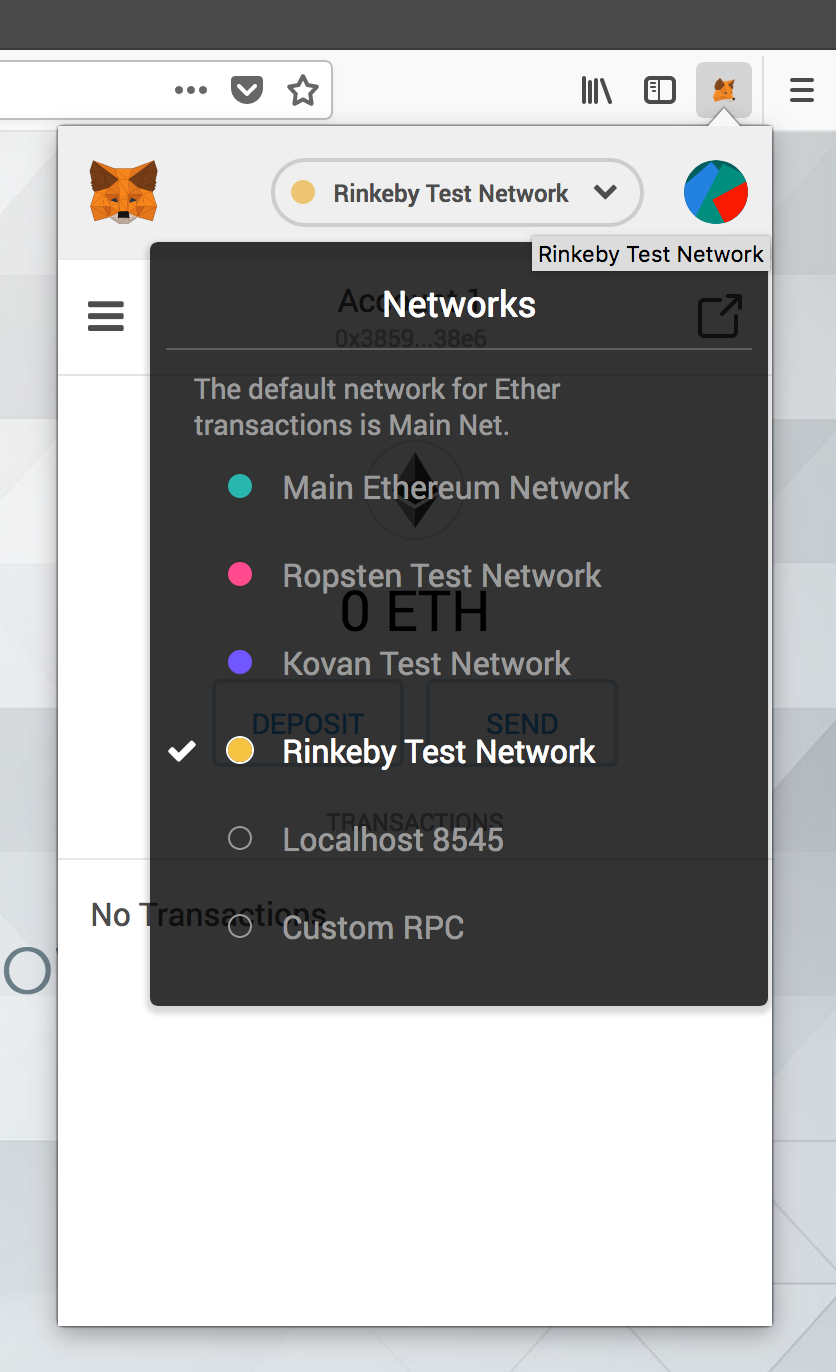 Rinkeby Test Network
Rinkeby Test Network
Account 1
Networks
0x3859...38e6
The default network for Ether
transactions is Main Net.
Main Ethereum Network
Ropsten Test Network
0 ETH
Kovan Test Network
DEPOSIT
SEND
Rinkeby Test Network
TRANSACTIONS
Localhost 8545
No Transactions
Custom RPC